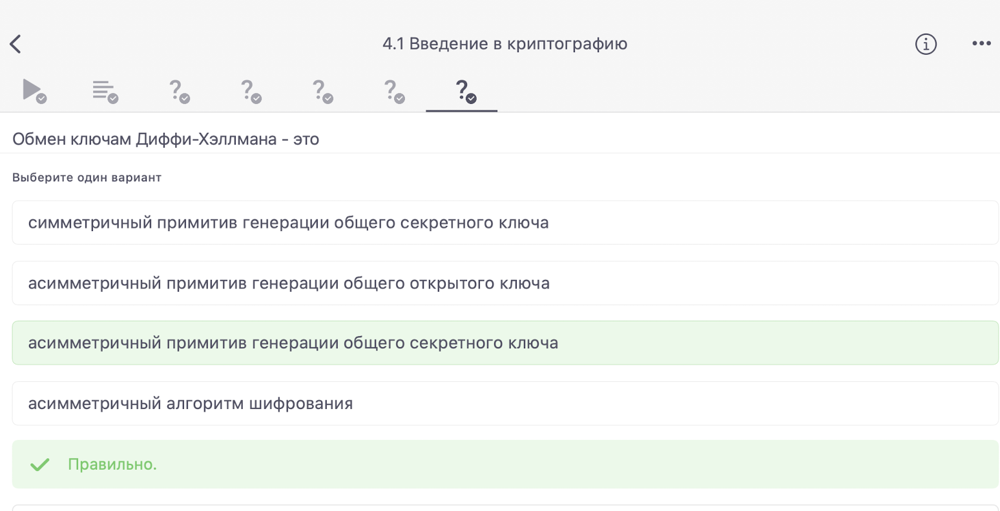 4.1 Введение в криптографию
Обмен ключам Диффи-Хэллмана - это
Выберите один вариант
симметричный примитив генерации общего секретного ключа
асимметричный примитив генерации общего открытого ключа
асимметричный примитив генерации общего секретного ключа
асимметричный алгоритм шифрования
Правильно.